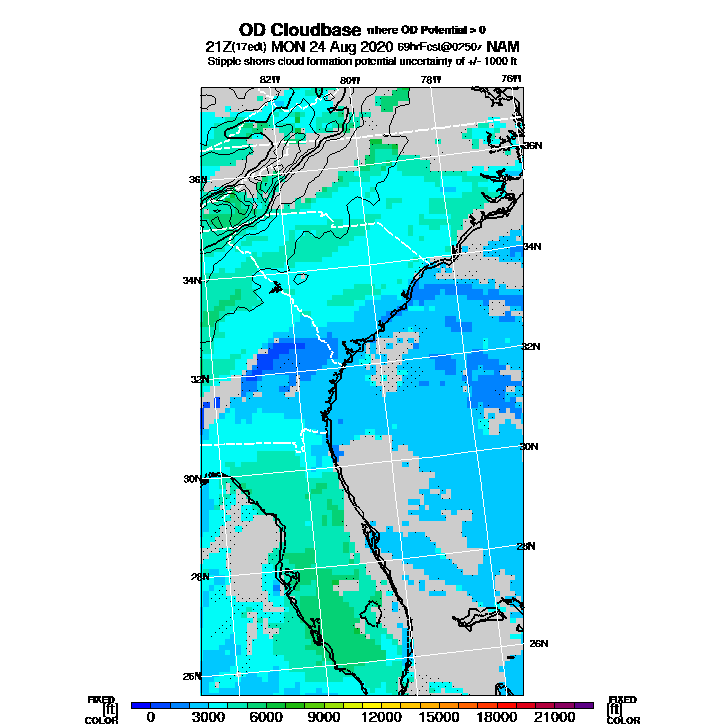 OD Cloudbase where OD Potential > 0
21Z(17edt) MON 24 Aug 2020 69hrFcst@0250z NAM
Stipple shows cloud formation potential uncertainty of +/- 1000 ft
82W 80W 78W 76W
36N
36N
34N
34N
32N
32N
30N
30N
28N
28N
26N
26N
FIXED FIXED
[ft] [ft]
COLOR 0 3000 6000 9000 12000 15000 18000 21000 COLOR